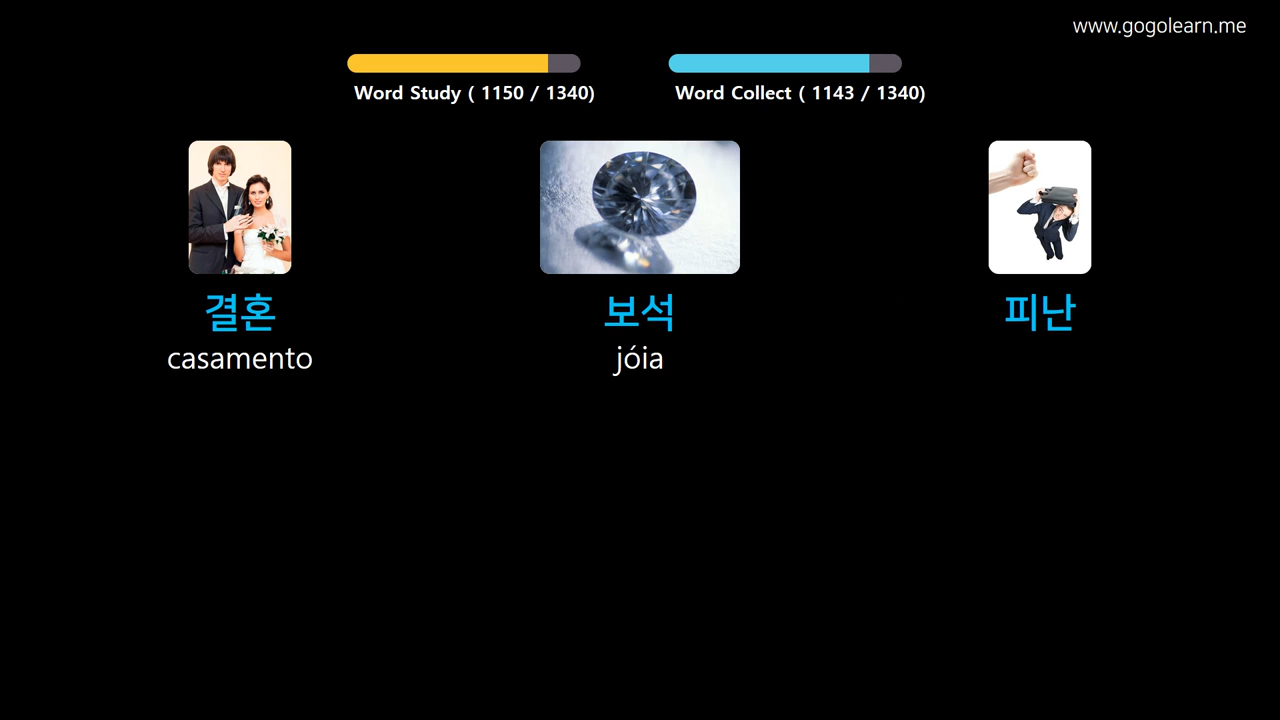 www.gogolearn.me
Word Study ( 1150 / 1340)
Word Collect ( 1143 / 1340)
결혼
보석
피난
casamento
jóia